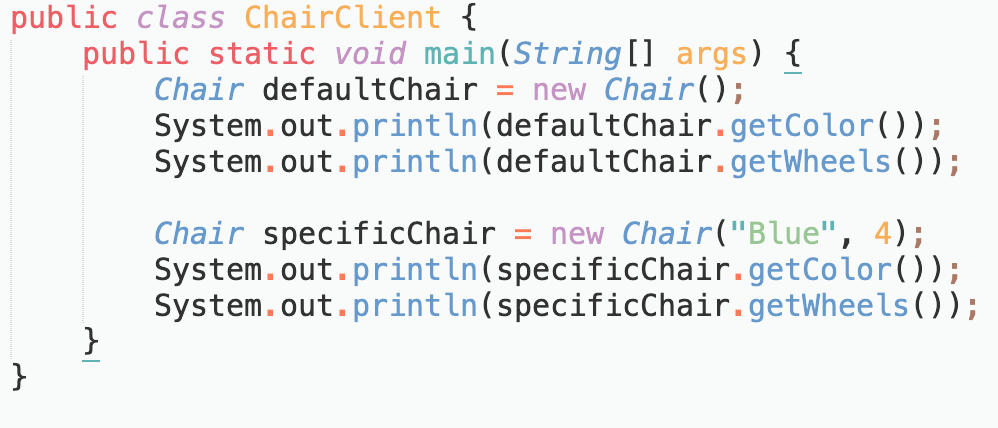 public class ChairClient {
    public static void main(String[] args) {
        Chair defaultChair = new Chair();
        System.out.println(defaultChair.getColor());
        System.out.println(defaultChair.getWheels());

        Chair specificChair = new Chair("Blue", 4);
        System.out.println(specificChair.getColor());
        System.out.println(specificChair.getWheels());
    }
}